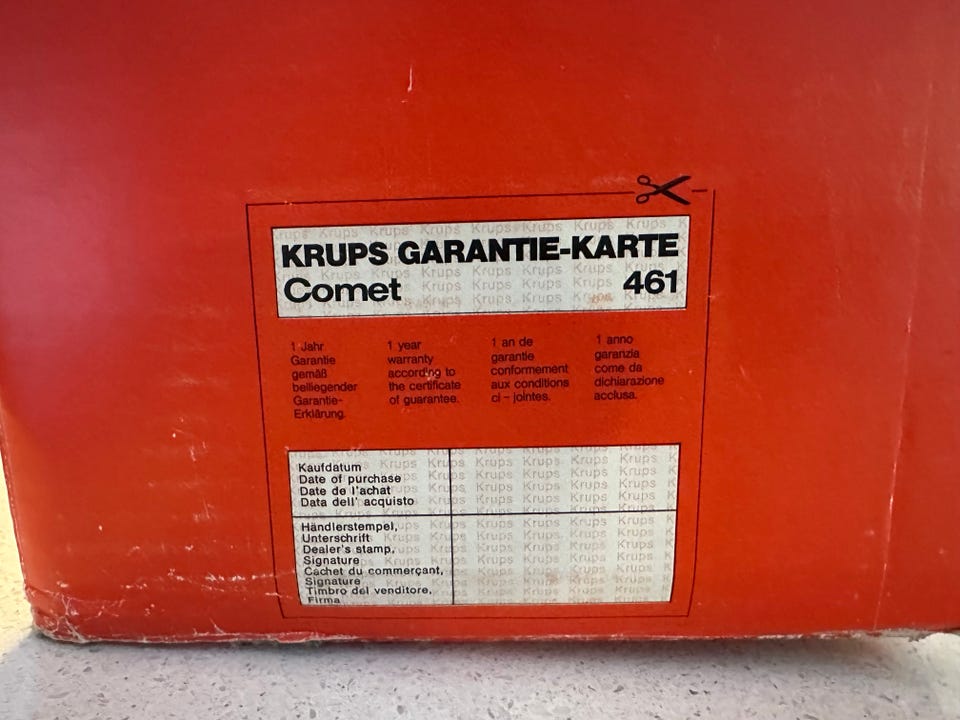 KRUPS GARANTIE-KARTE
Comet 461
1 Jahr
Garantie
gemäß
beiliegender
Garantie-
Erklärung.
1 year
warranty
according to
the certificate
of guarantee.
1 an de
garantie
conformement
aux conditions
ci - jointes.
1 anno
garanzia
come da
dichiarazione
acclusa.
Kaufdatum
Date of purchase
Date de l'achat
Data dell' acquisto
Händlerstempel,
Unterschrift
Dealer's stamp,
Signature
Cachet du commerçant,
Signature
Timbro del venditore,
Firma